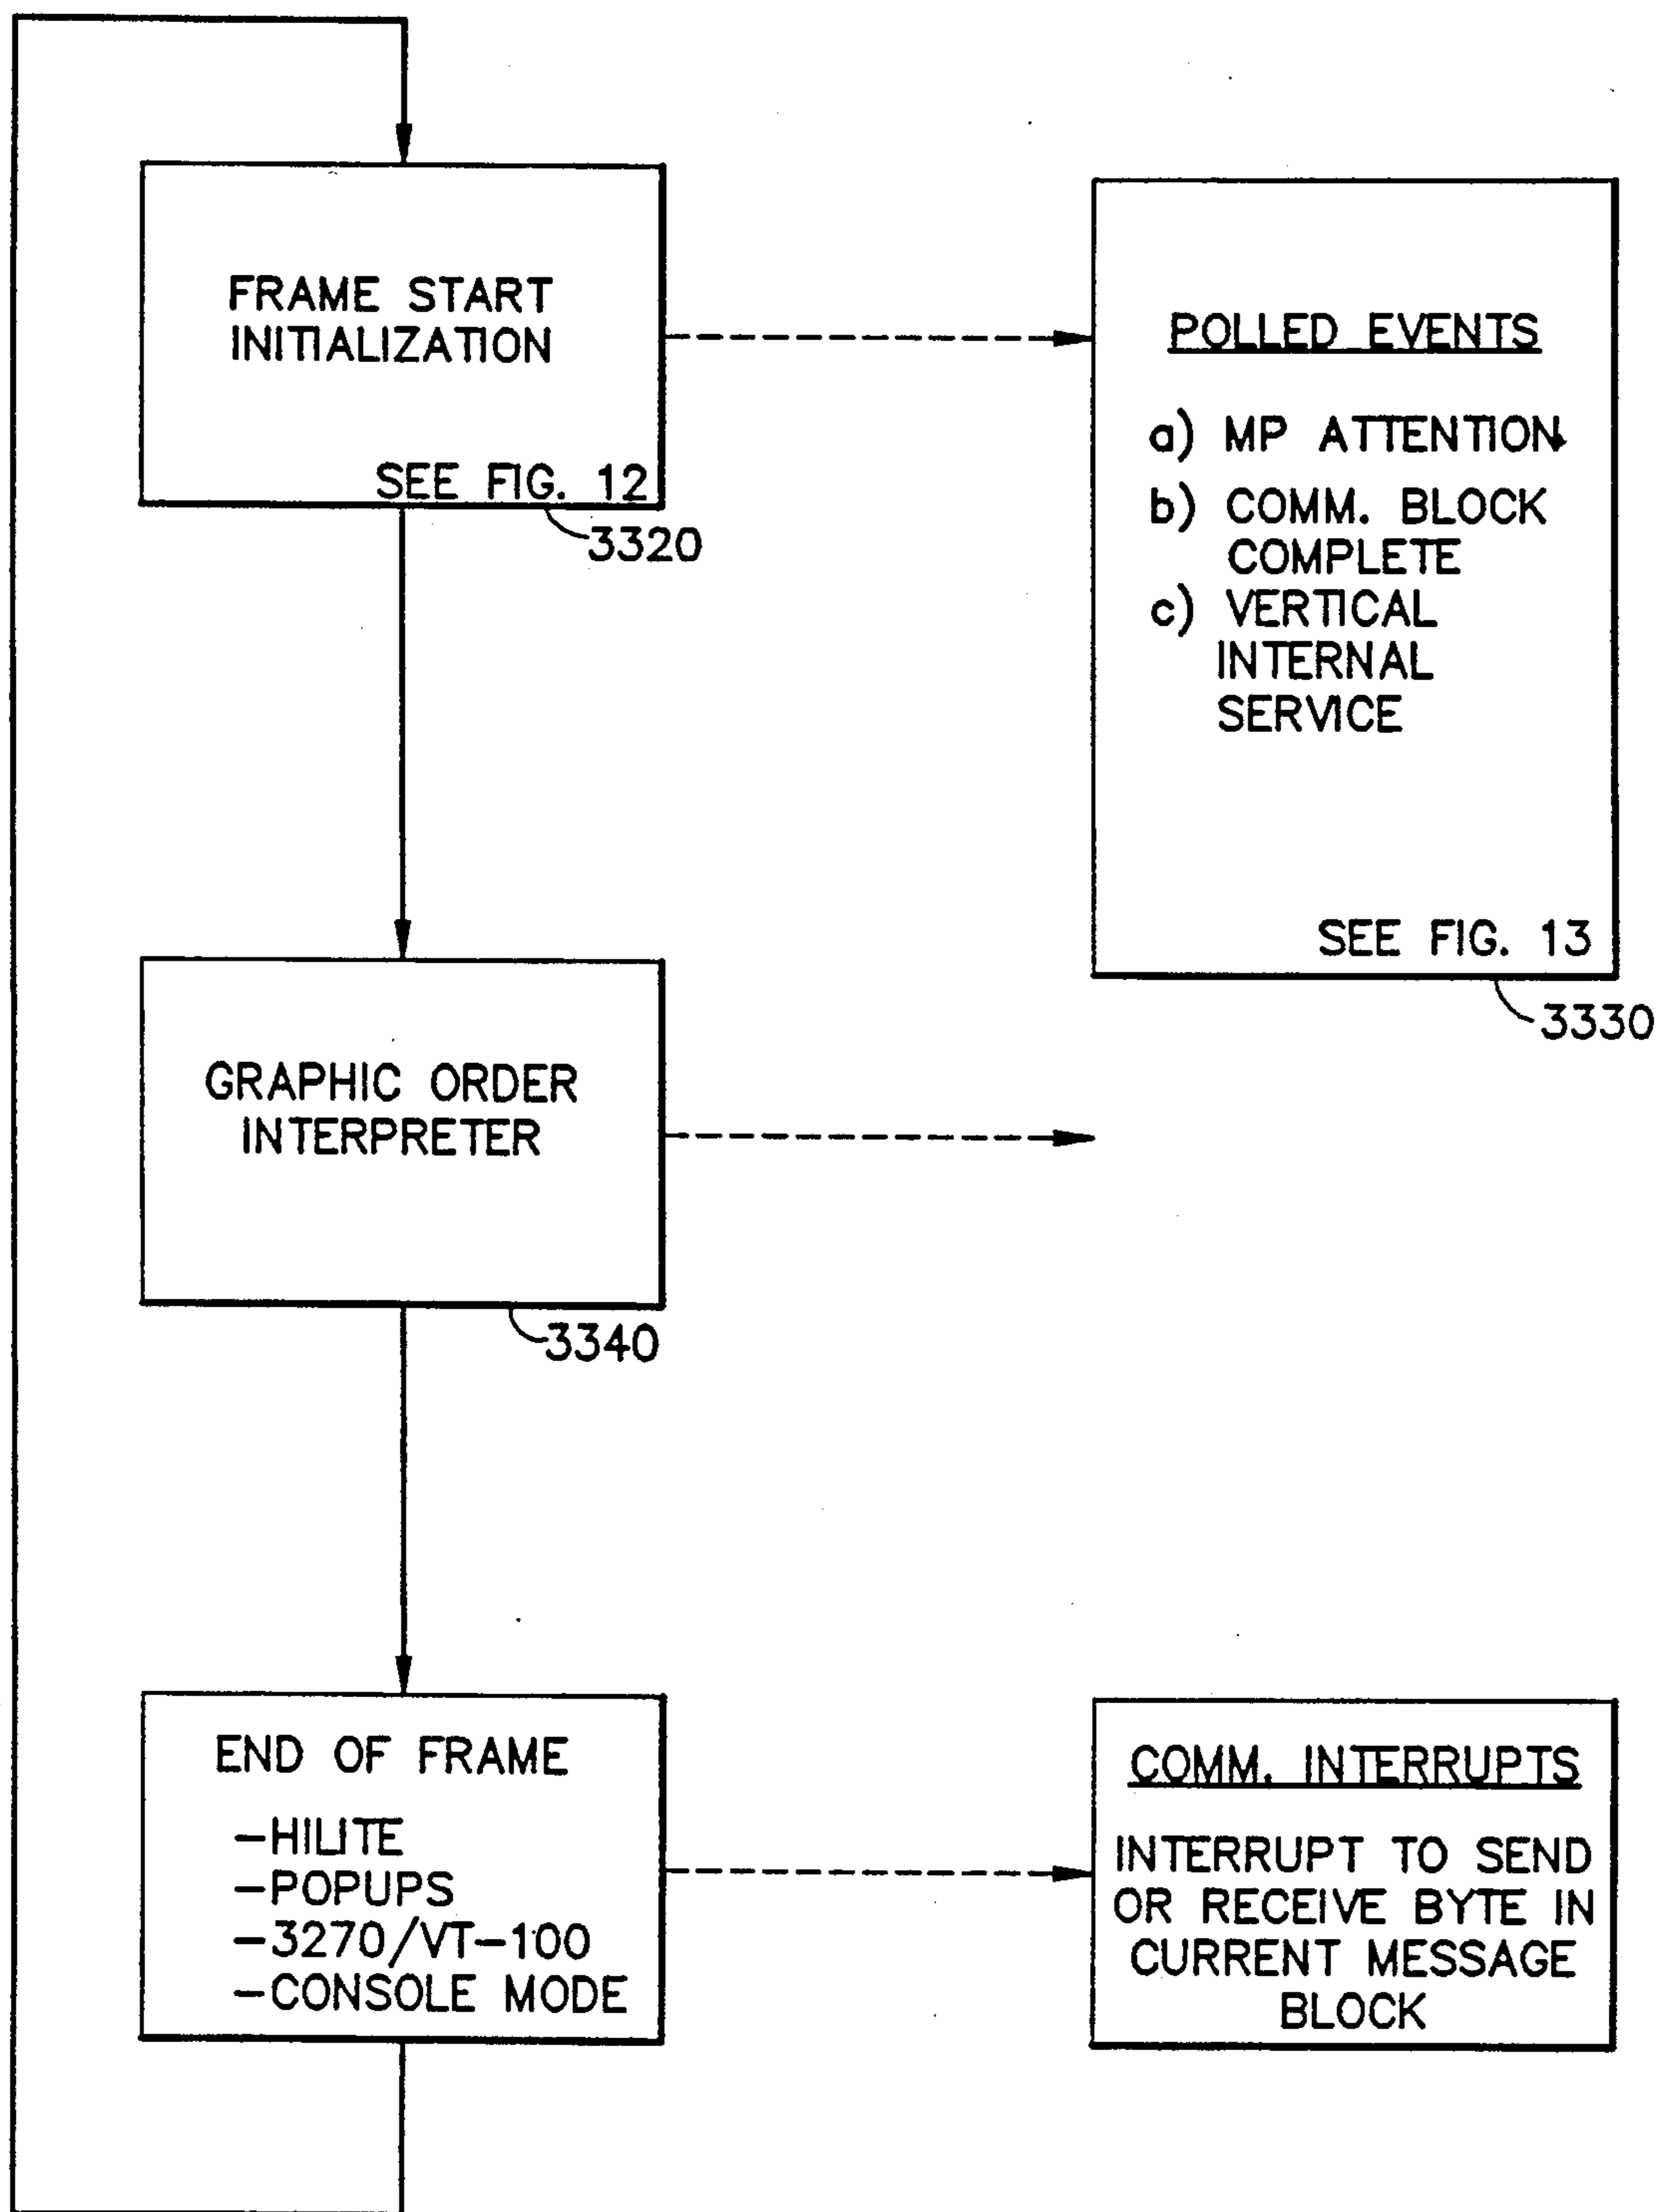 FRAME START
INITIALIZATION
SEE FIG. 12
3320
POLLED EVENTS
a) MP ATTENTION
b) COMM. BLOCK
COMPLETE
c) VERTICAL
INTERNAL
SERVICE
SEE FIG. 13
3330
GRAPHIC ORDER
INTERPRETER
3340
END OF FRAME
-HILITE
-POPUPS
-3270/VT-100
-CONSOLE MODE
COMM. INTERRUPTS
INTERRUPT TO SEND
OR RECEIVE BYTE IN
CURRENT MESSAGE
BLOCK